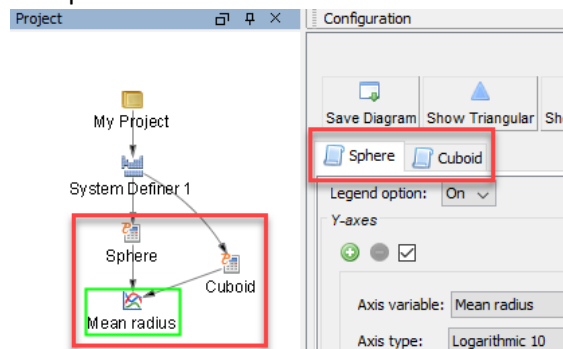 Project
Configuration
My Project
System Definer 1
Sphere
Cuboid
Mean radius
Save Diagram
Show Triangular
Sphere
Cuboid
Legend option:
On
Y-axes
Axis variable:
Mean radius
Axis type:
Logarithmic 10